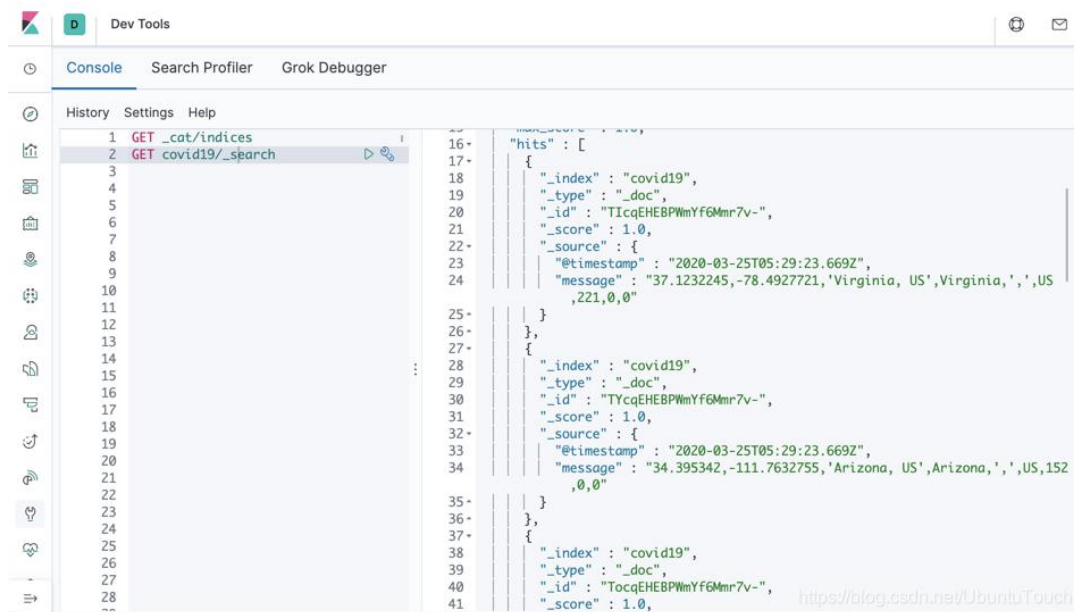 D Dev Tools
Console Search Profiler Grok Debugger
History Settings Help
1 GET _cat/indices
2 GET covid19/_search
3
4
5
6
7
8
9
10
11
12
13
14
15
16
17
18
19
20
21
22
23
24
25
26
27
28
16 "hits" : [
17 {
18 "_index" : "covid19",
19 "_type" : "_doc",
20 "_id" : "TIcqEHEBPWmYf6Mmr7v-",
21 "_score" : 1.0,
22 "_source" : {
23 "@timestamp" : "2020-03-25T05:29:23.669Z",
24 "message" : "37.1232245,-78.4927721,'Virginia, US',Virginia,',',US
,221,0,0"
25 }
26 },
27 {
28 "_index" : "covid19",
29 "_type" : "_doc",
30 "_id" : "TYcqEHEBPWmYf6Mmr7v-",
31 "_score" : 1.0,
32 "_source" : {
33 "@timestamp" : "2020-03-25T05:29:23.669Z",
34 "message" : "34.395342,-111.7632755,'Arizona, US',Arizona,',',US,152
,0,0"
35 }
36 },
37 {
38 "_index" : "covid19",
39 "_type" : "_doc",
40 "_id" : "TocqEHEBPWmYf6Mmr7v-",
41 "_score" : 1.0,
https://blog.csdn.net/UbuntuTouch